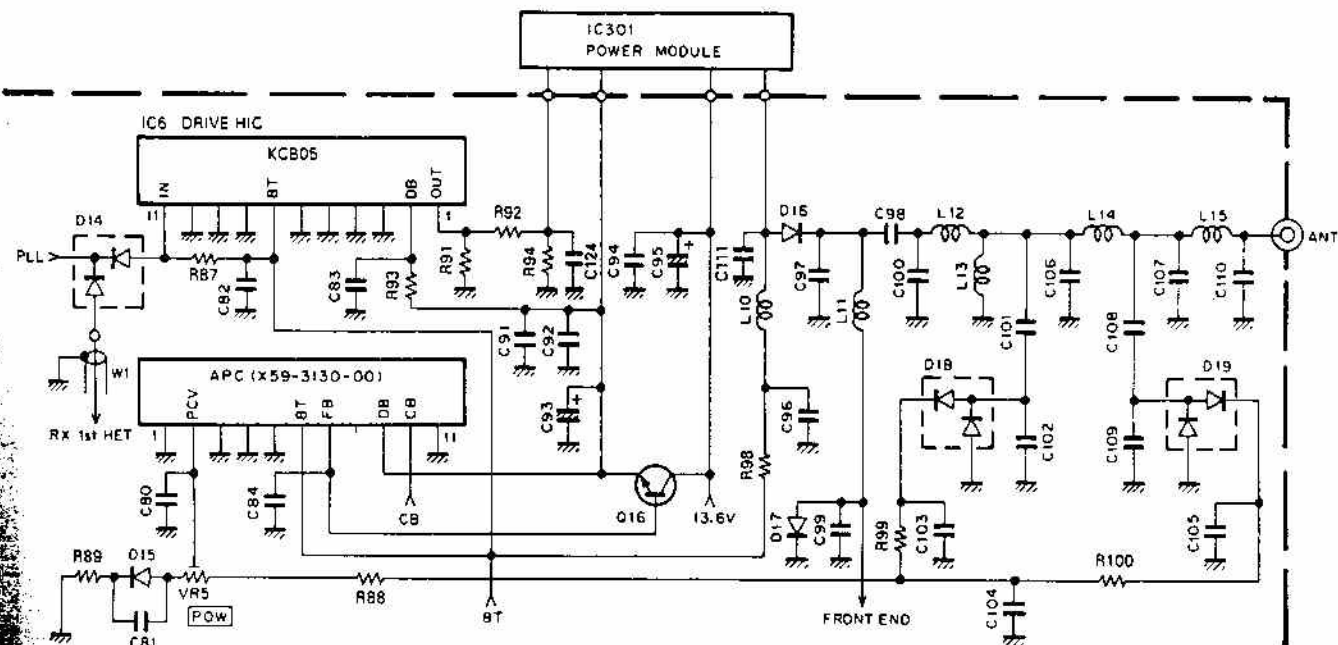 IC301
POWER MODULE
IC6 DRIVE HIC
KCB05
IN
8T
DB
OUT
11
1
D14
PLL
R87
C82
C83
R93
R91
R92
R94
C124
C94
C95
+
C111
D16
C98
L12
L14
L15
ANT
C97
L11
C100
L13
C106
C107
C110
L10
C101
C108
C91
C92
W1
RX 1st HET
APC (X59-3130-00)
PCV
8T
FB
DB
CB
1
11
C93
+
C96
D18
D19
C102
C109
C80
C84
CB
Q16
13.6V
R98
D17
C99
R99
C103
C105
R89
D15
VR5
R88
R100
C81
POW
8T
FRONT END
C104